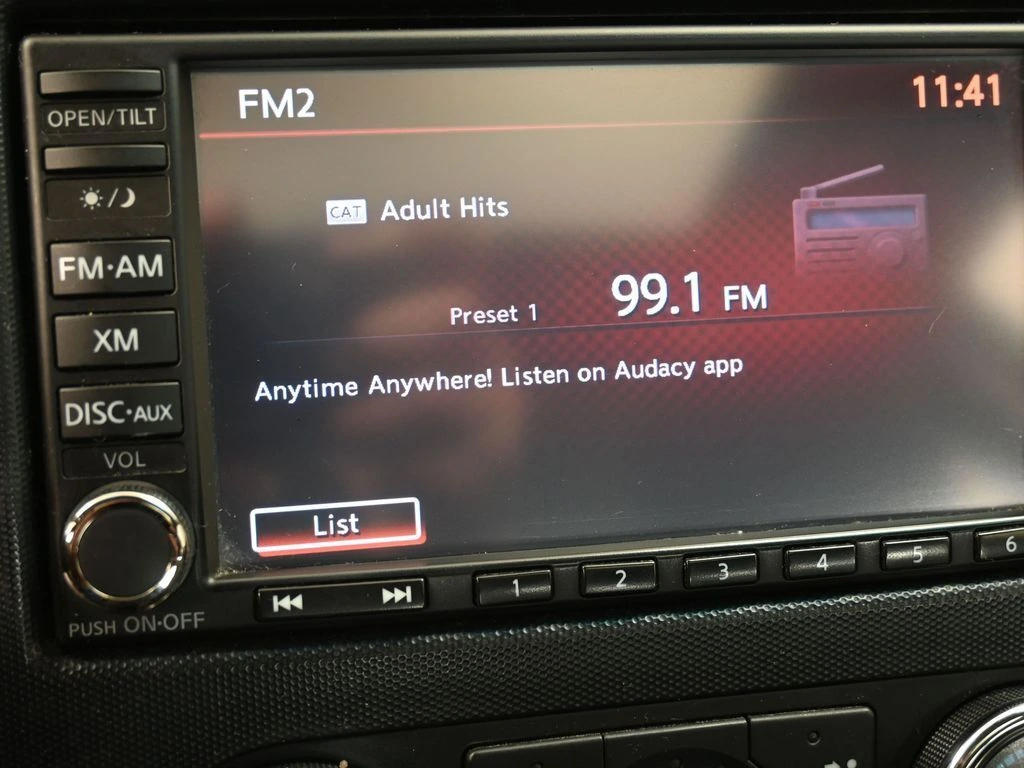 FM2
11:41
OPEN/TILT
CAT Adult Hits
FM·AM
Preset 1 99.1 FM
XM
Anytime Anywhere! Listen on Audacy app
DISC·AUX
VOL
List
1 2 3 4 5 6
PUSH ON·OFF